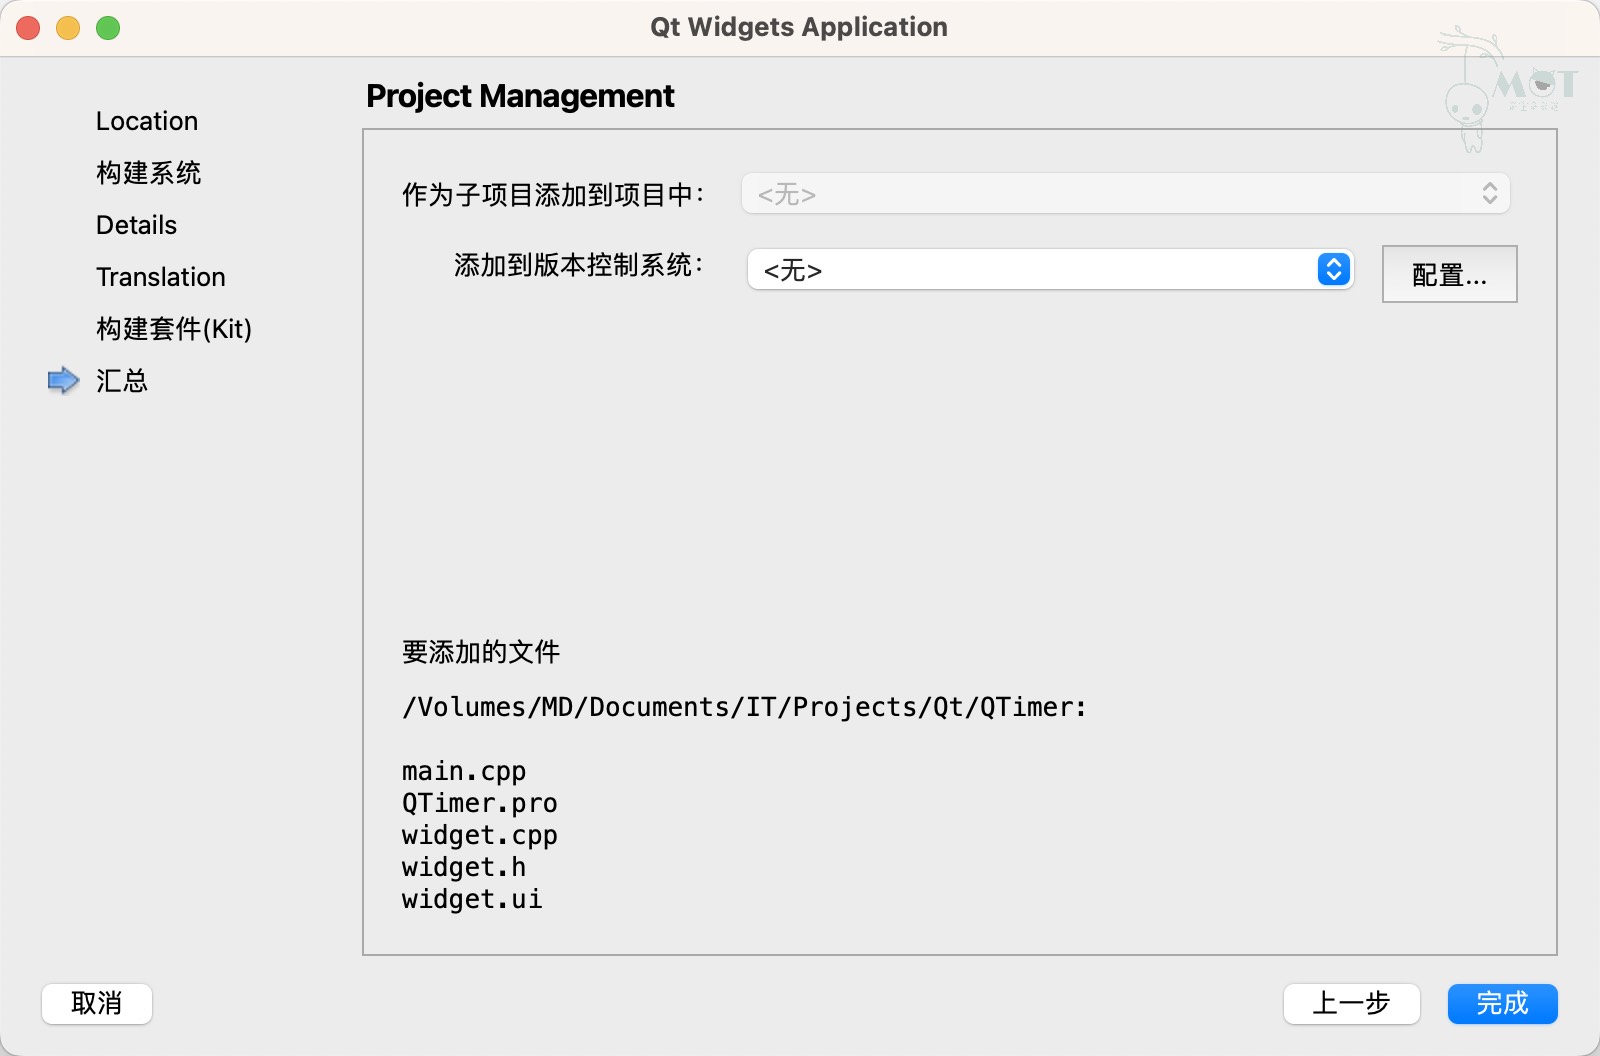 Qt Widgets Application
MOT
Project Management
Location
构建系统
Details
Translation
构建套件(Kit)
汇总
作为子项目添加到项目中：
<无>
添加到版本控制系统：
<无>
配置...
要添加的文件
/Volumes/MD/Documents/IT/Projects/Qt/QTimer:
main.cpp
QTimer.pro
widget.cpp
widget.h
widget.ui
取消
上一步
完成